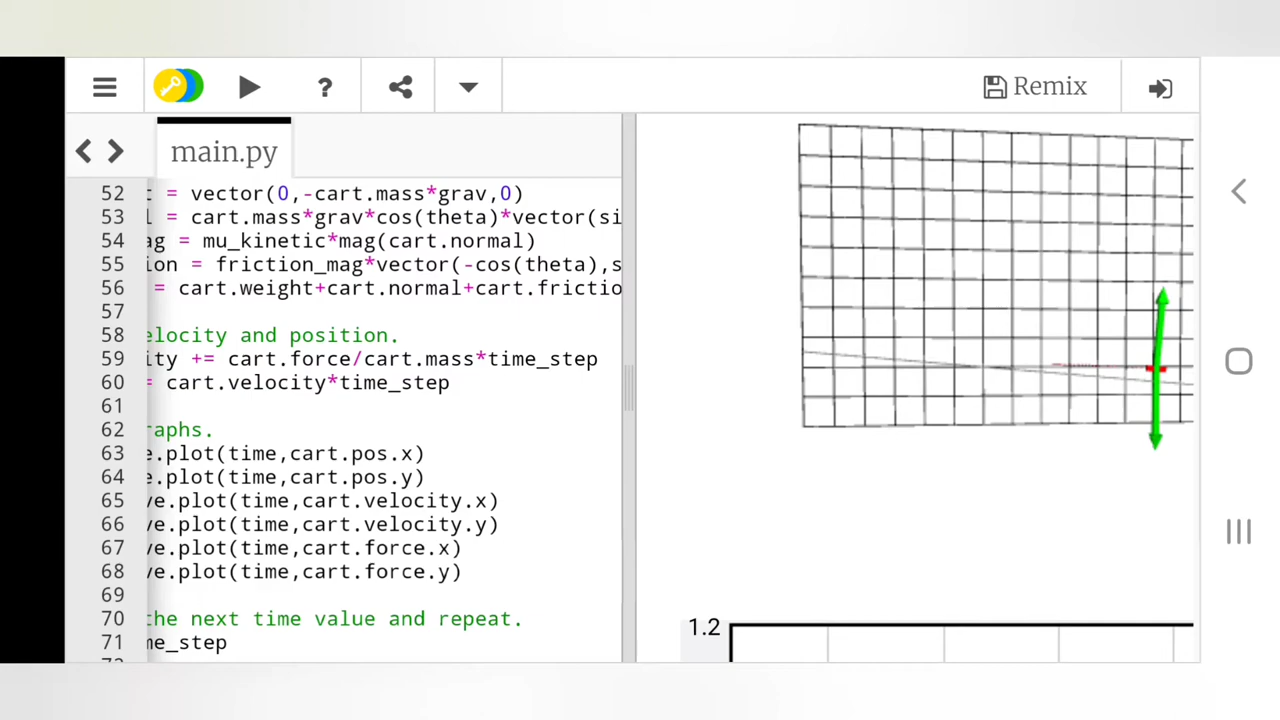 ? Remix
main.py
52 t = vector(0,-cart.mass*grav,0)
53 l = cart.mass*grav*cos(theta)*vector(si
54 ag = mu_kinetic*mag(cart.normal)
55 ion = friction_mag*vector(-cos(theta),s
56 = cart.weight+cart.normal+cart.frictio
57
58 elocity and position.
59 ity += cart.force/cart.mass*time_step
60 = cart.velocity*time_step
61
62 raphs.
63 e.plot(time,cart.pos.x)
64 e.plot(time,cart.pos.y)
65 ve.plot(time,cart.velocity.x)
66 ve.plot(time,cart.velocity.y)
67 ve.plot(time,cart.force.x)
68 ve.plot(time,cart.force.y)
69
70 the next time value and repeat.
71 me_step
1.2